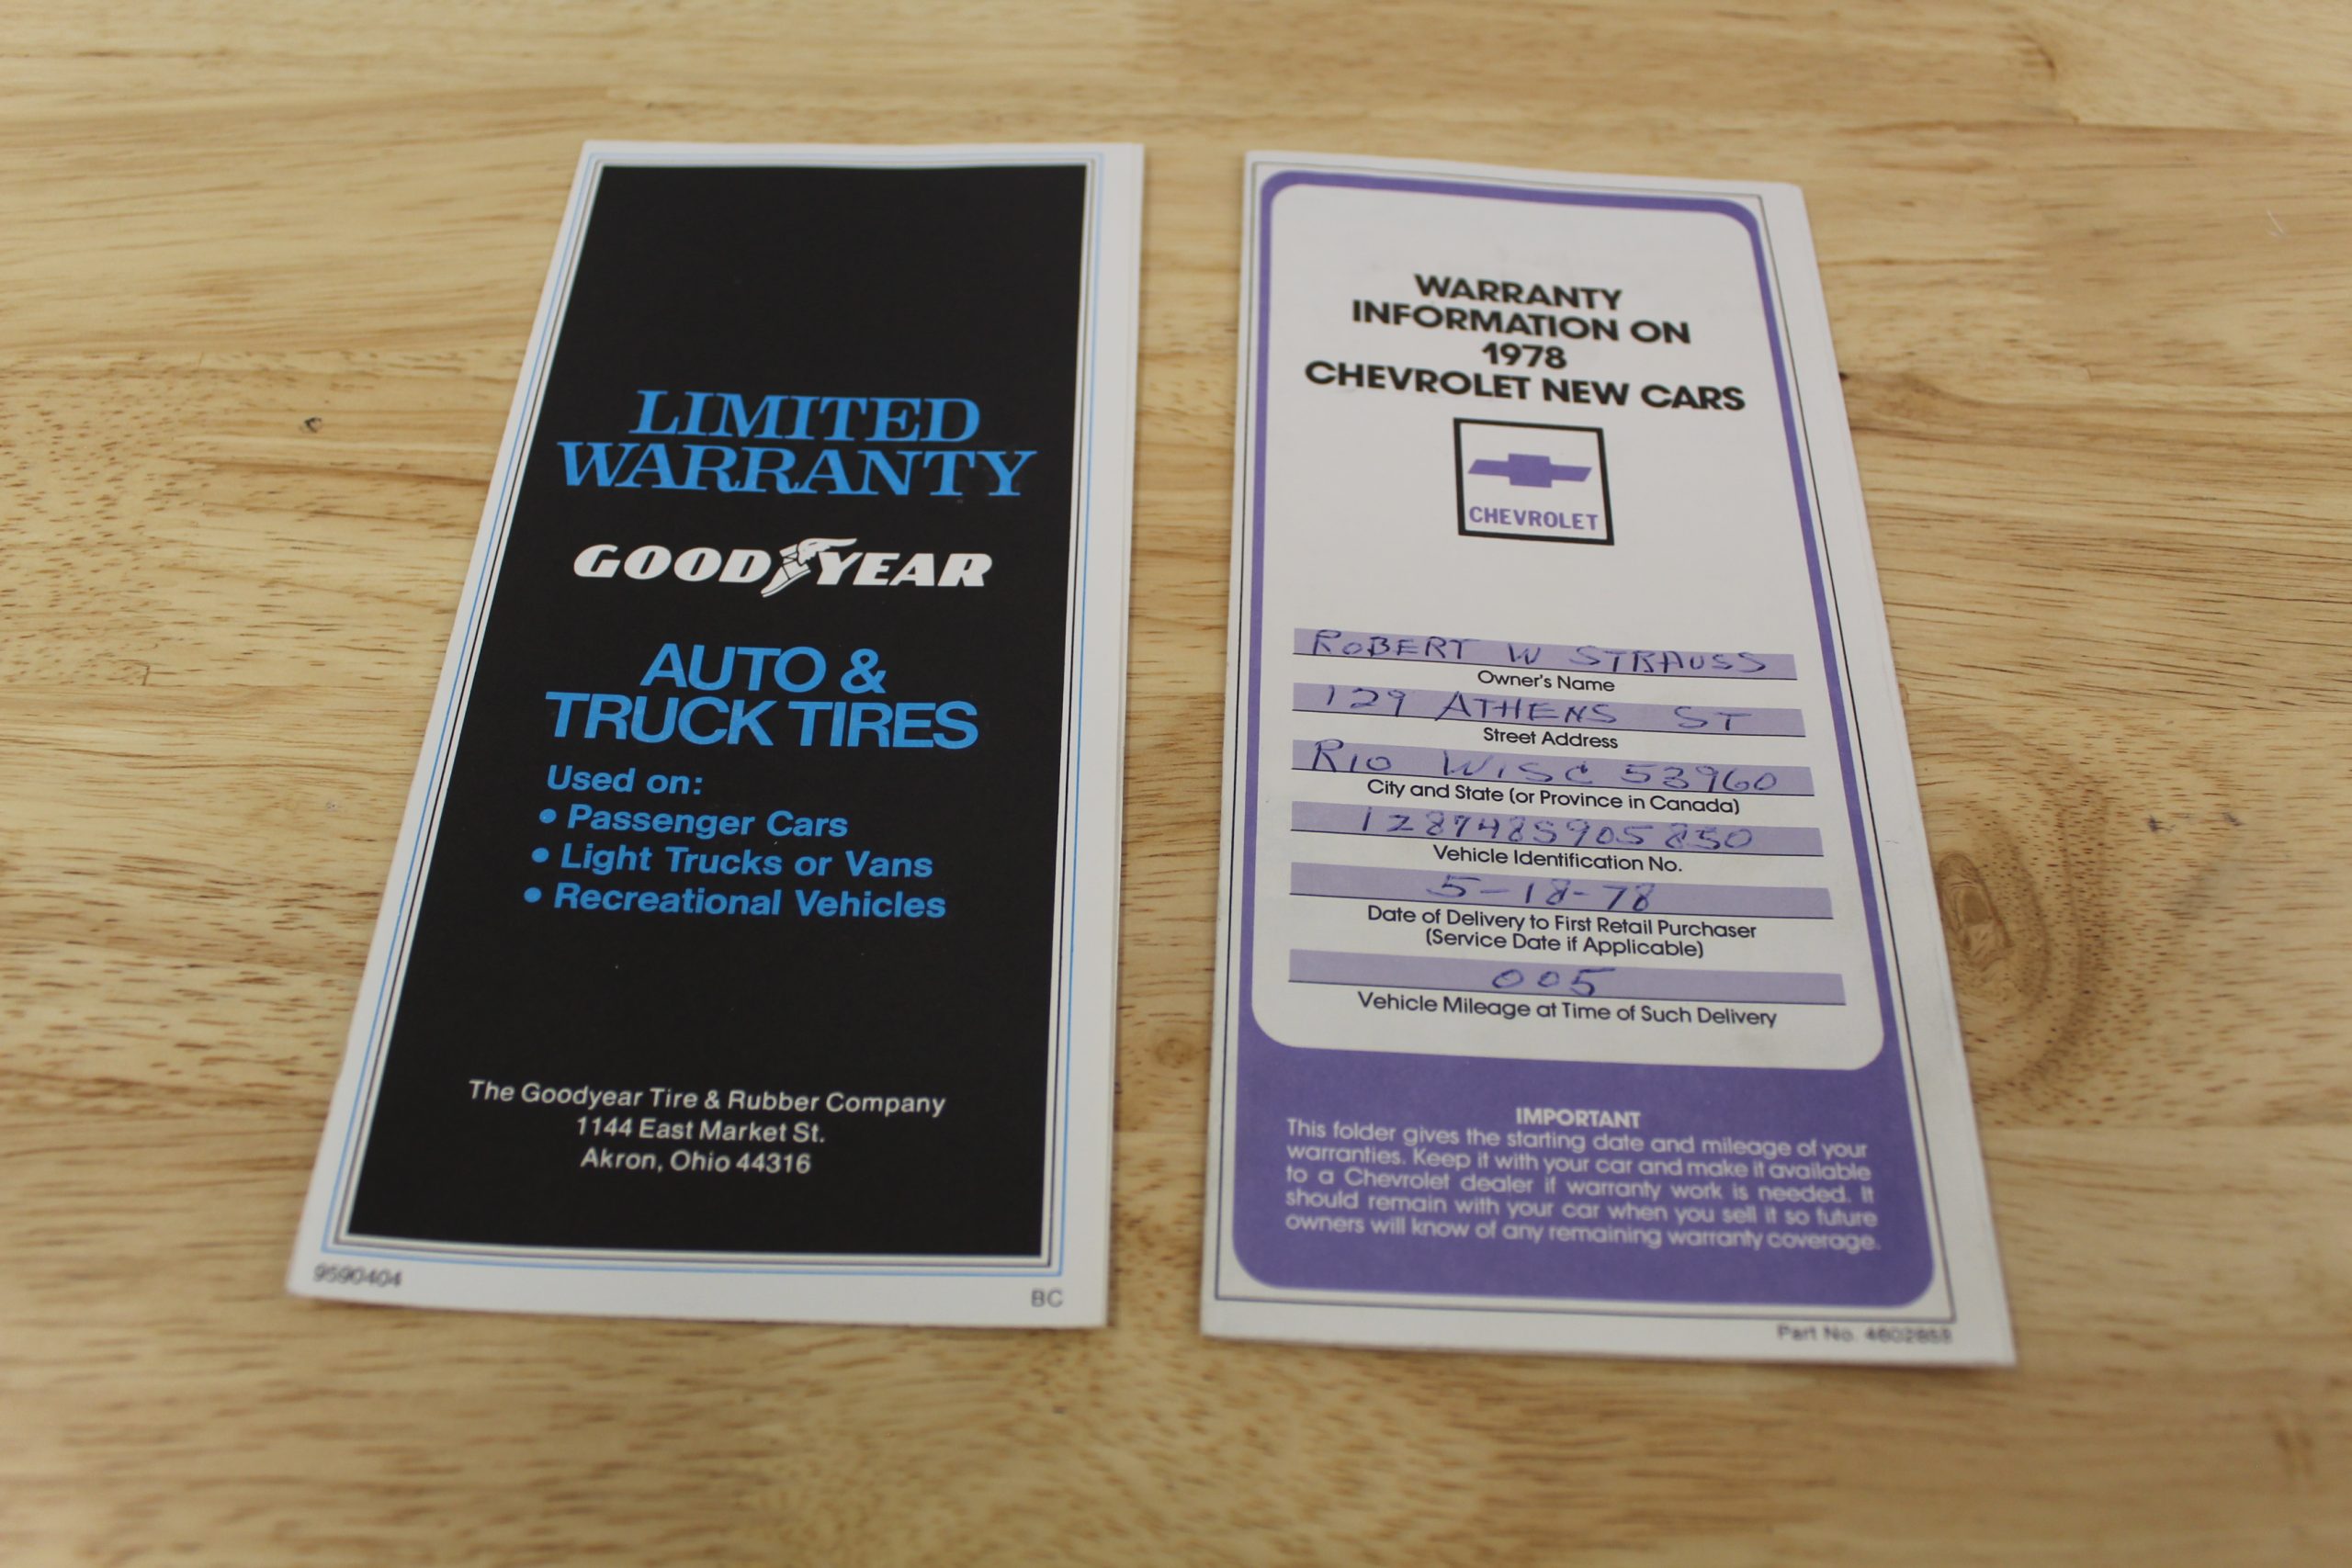 LIMITED
WARRANTY
GOODYEAR
AUTO &
TRUCK TIRES
Used on:
• Passenger Cars
• Light Trucks or Vans
• Recreational Vehicles
The Goodyear Tire & Rubber Company
1144 East Market St.
Akron, Ohio 44316
9590404
BC
WARRANTY
INFORMATION ON
1978
CHEVROLET NEW CARS
CHEVROLET
ROBERT W STRAUSS
Owner's Name
129 ATHENS ST
Street Address
RIO WISC 53960
City and State (or Province in Canada)
1Z8748S905850
Vehicle Identification No.
5-18-78
Date of Delivery to First Retail Purchaser
(Service Date if Applicable)
005
Vehicle Mileage at Time of Such Delivery
IMPORTANT
This folder gives the starting date and mileage of your
warranties. Keep it with your car and make it available
to a Chevrolet dealer if warranty work is needed. It
should remain with your car when you sell it so future
owners will know of any remaining warranty coverage.
Part No.